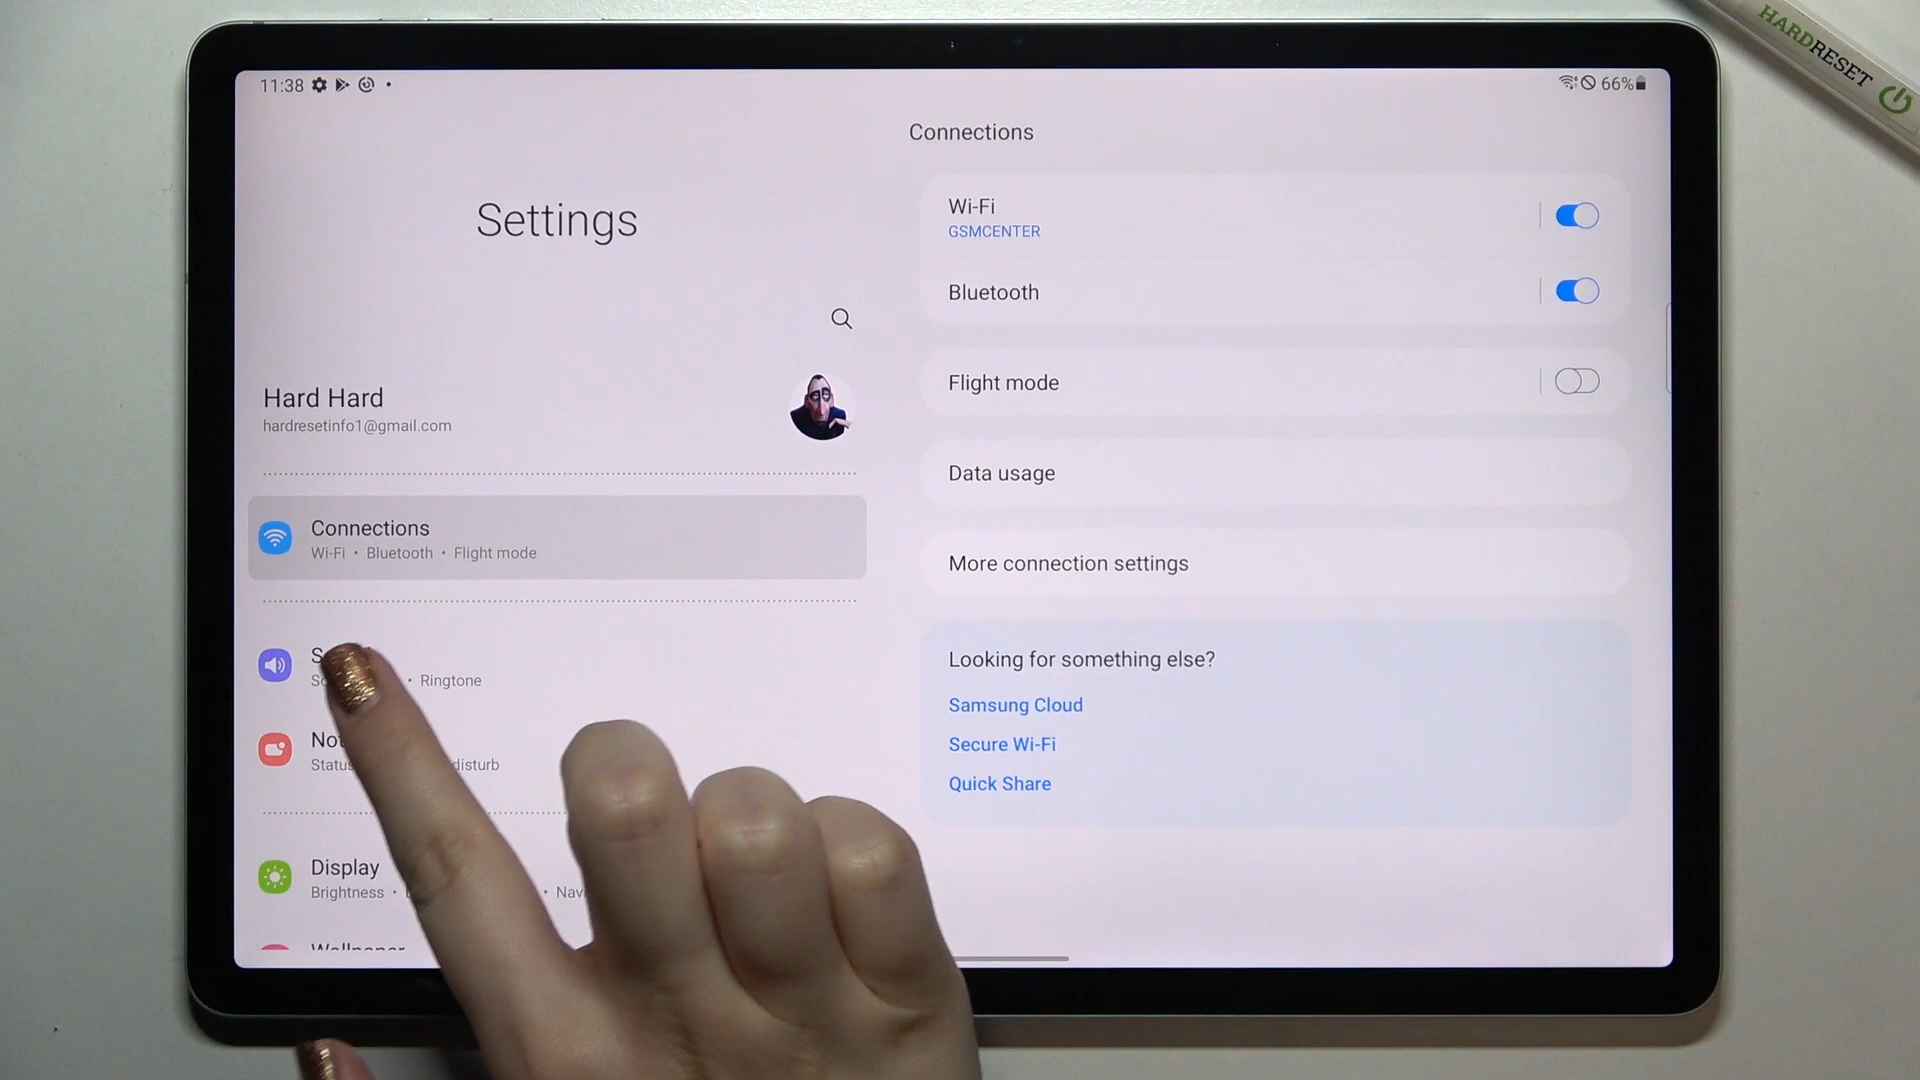 HARDRESET
11:38
66%
Connections
Settings
Wi-Fi
GSMCENTER
Bluetooth
Flight mode
Hard Hard
hardresetinfo1@gmail.com
Data usage
Connections
Wi-Fi • Bluetooth • Flight mode
More connection settings
• Ringtone
Looking for something else?
Samsung Cloud
Secure Wi-Fi
Quick Share
Status
disturb
Display
Brightness •
Wallpaper